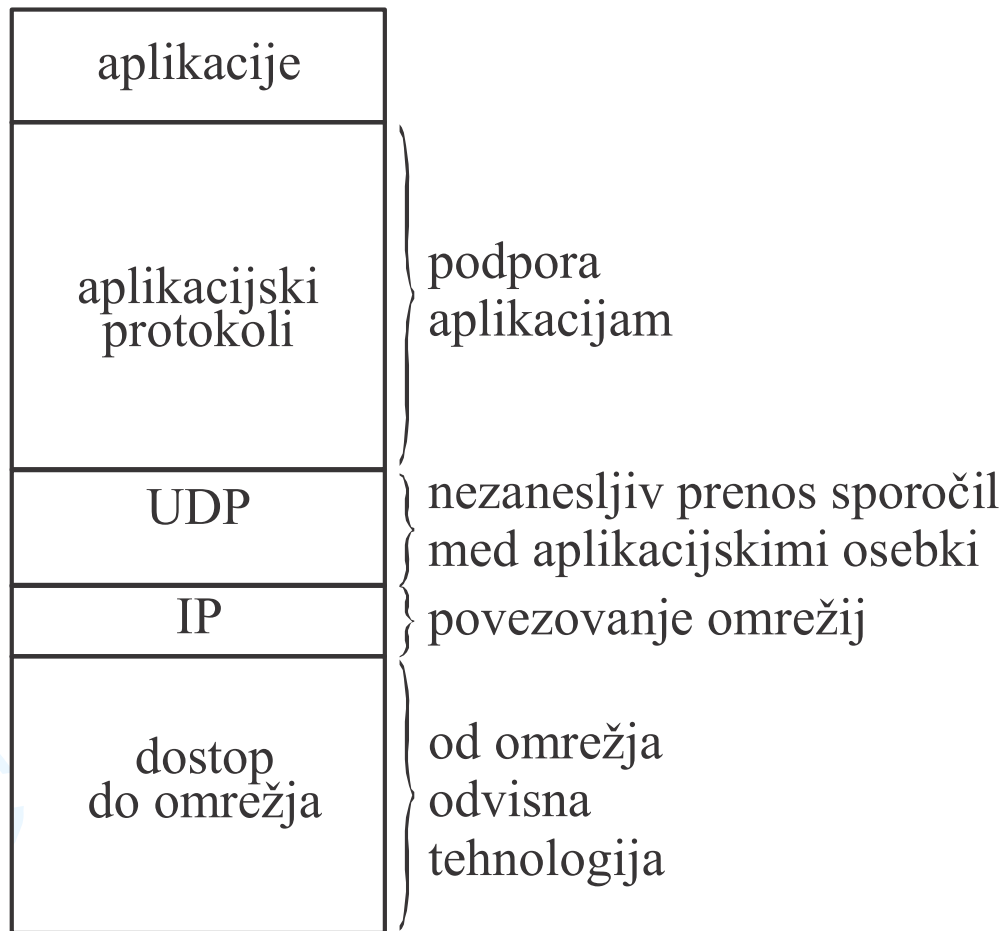 aplikacije
aplikacijski
protokoli
podpora
aplikacijam
UDP
nezanesljiv prenos sporočil
med aplikacijskimi osebki
IP
povezovanje omrežij
dostop
do omrežja
od omrežja
odvisna
tehnologija